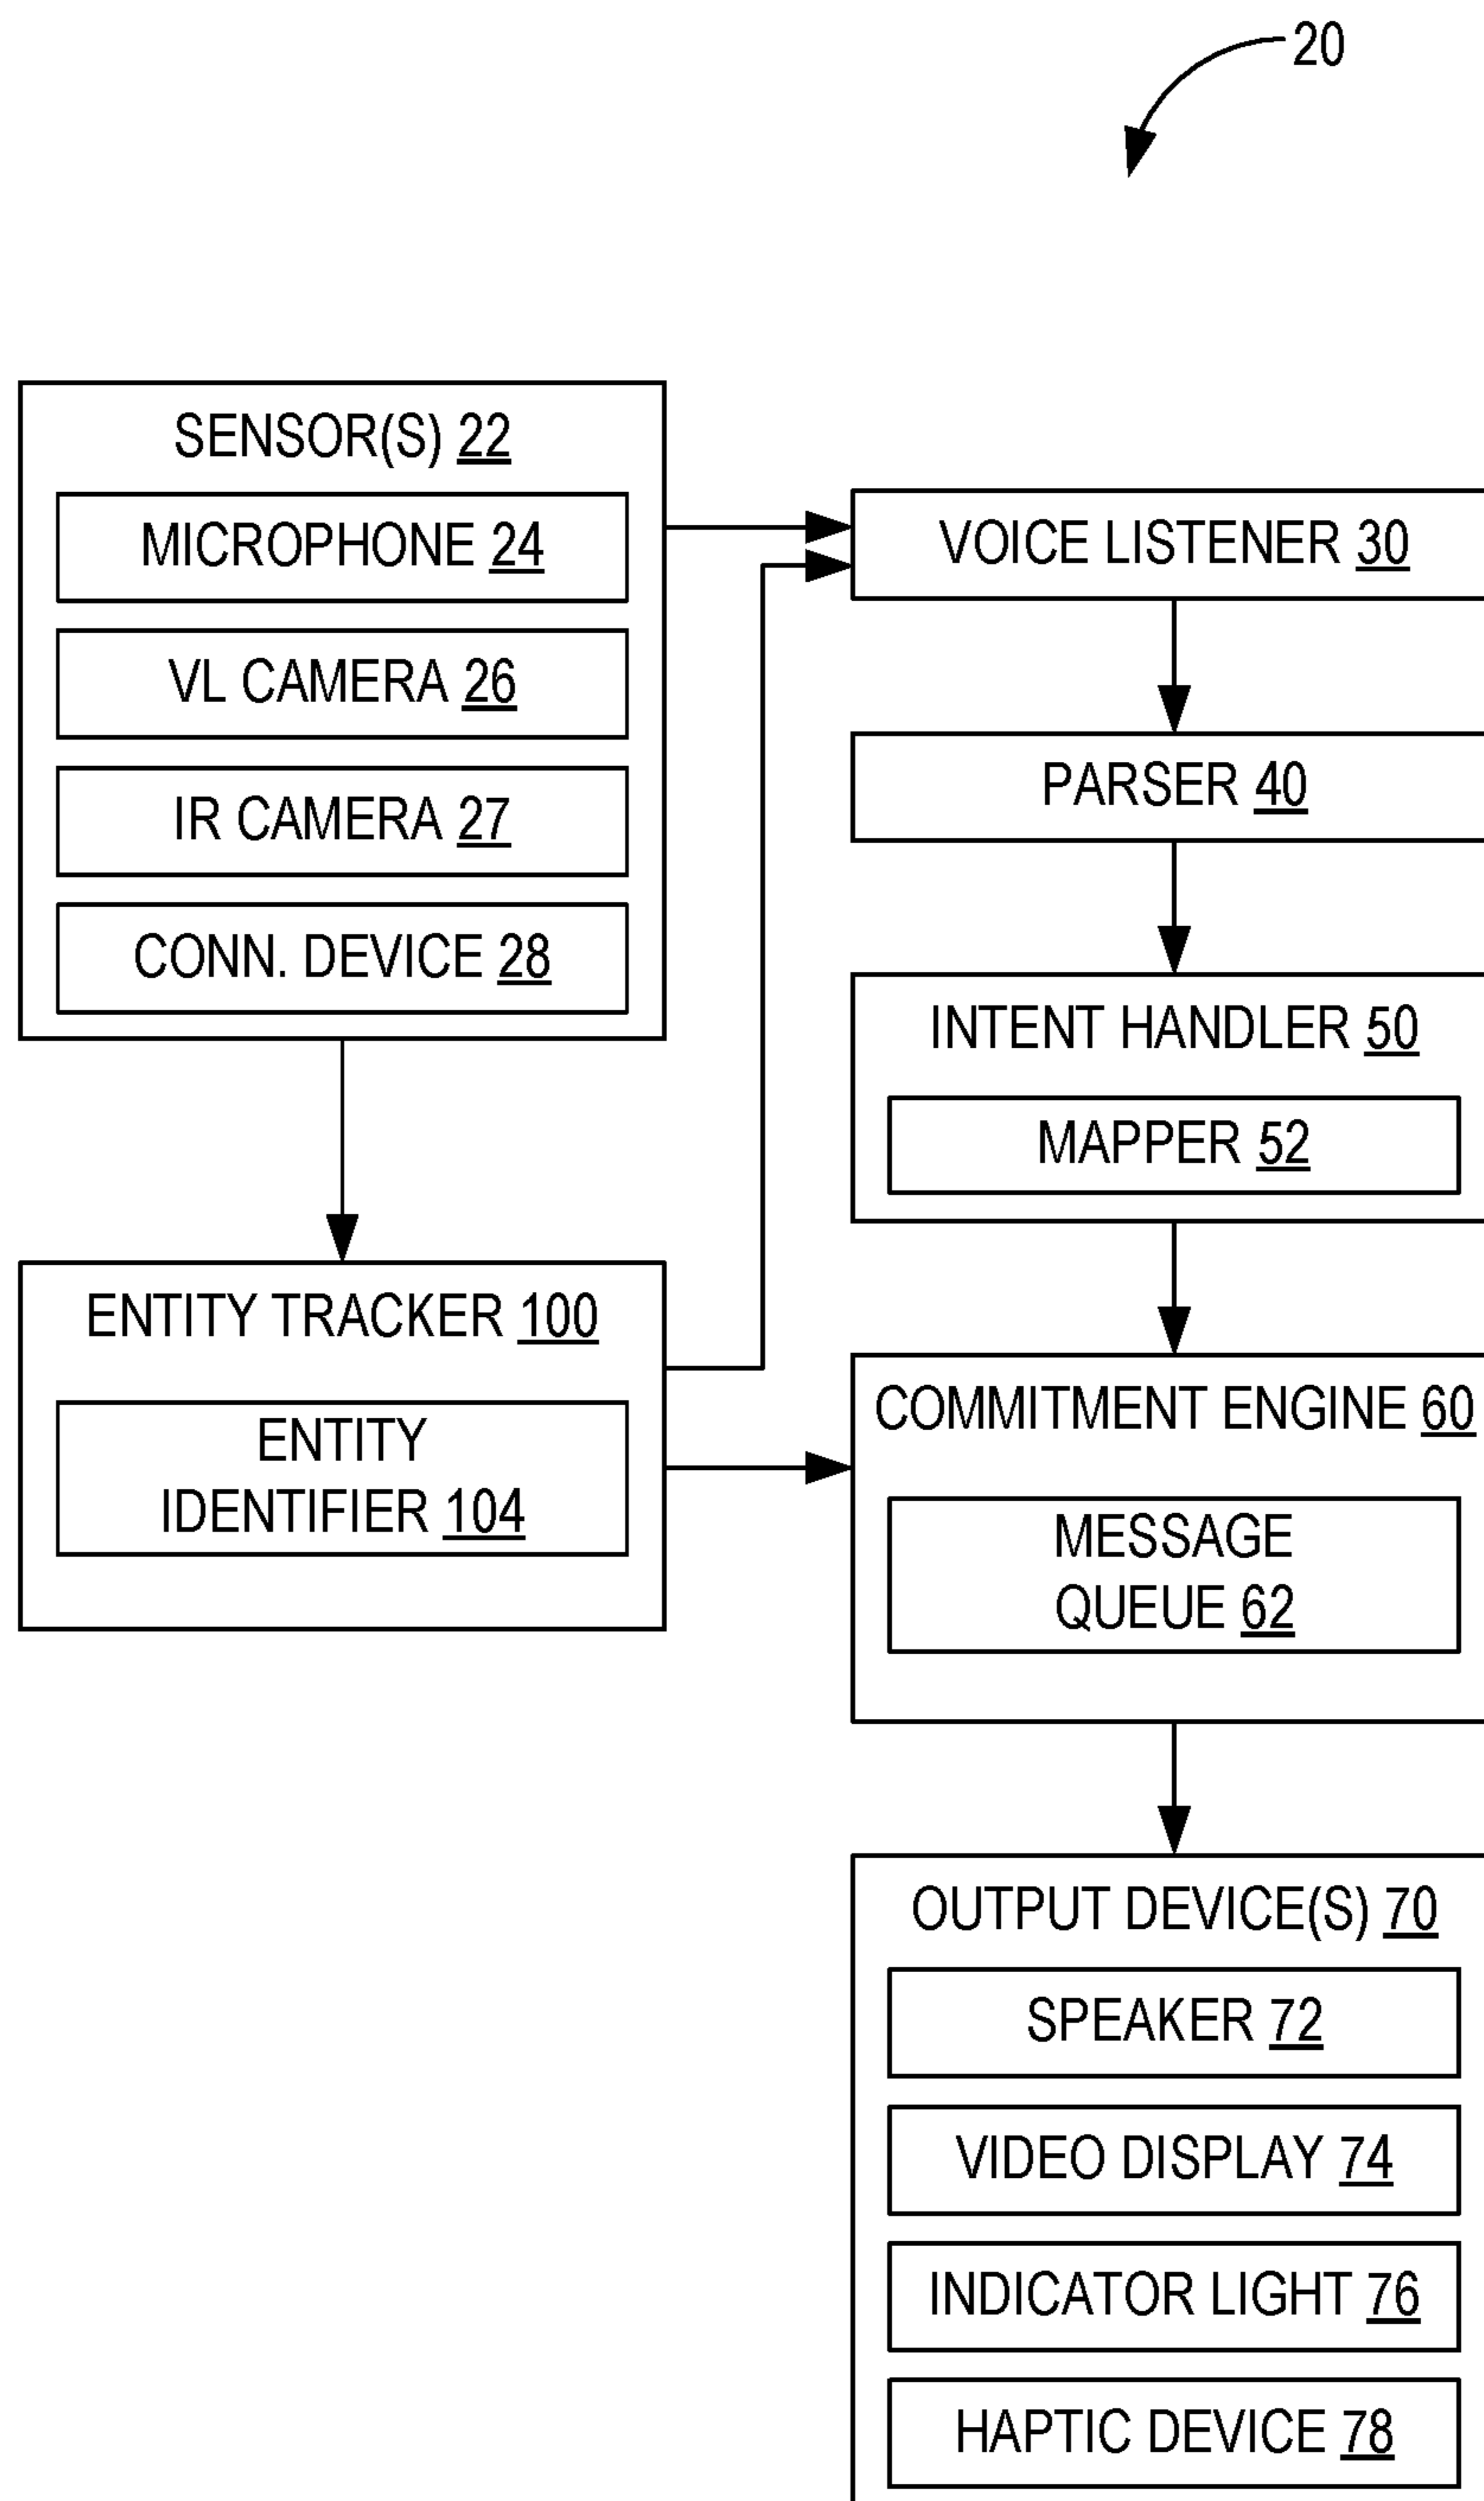 20
SENSOR(S) 22
MICROPHONE 24
VL CAMERA 26
IR CAMERA 27
CONN. DEVICE 28
ENTITY TRACKER 100
ENTITY
IDENTIFIER 104
VOICE LISTENER 30
PARSER 40
INTENT HANDLER 50
MAPPER 52
COMMITMENT ENGINE 60
MESSAGE
QUEUE 62
OUTPUT DEVICE(S) 70
SPEAKER 72
VIDEO DISPLAY 74
INDICATOR LIGHT 76
HAPTIC DEVICE 78